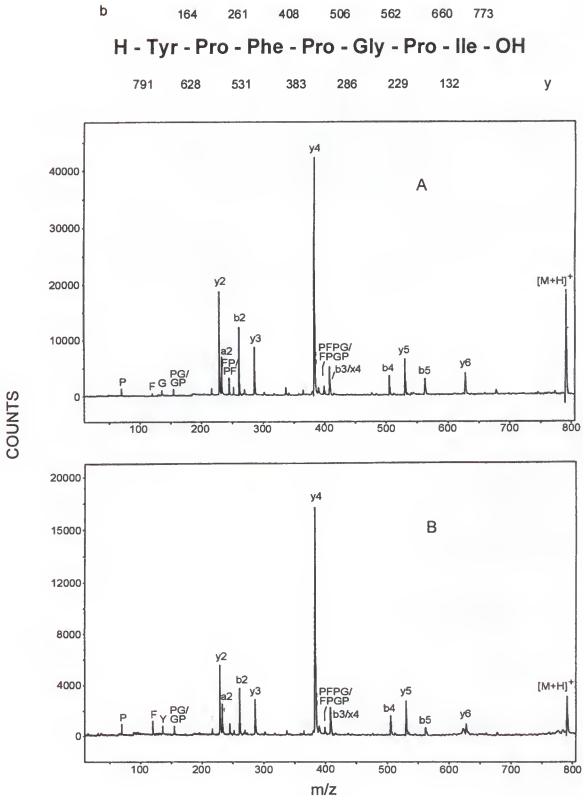 b 164 261 408 506 562 660 773
H - Tyr - Pro - Phe - Pro - Gly - Pro - Ile - OH
791 628 531 383 286 229 132 y
COUNTS
40000
30000
20000
10000
0
A
P
F
G
PG/
GP
y2
a2
FP/
PF
b2
y3
y4
PFPG/
FPGP
b3/x4
b4
y5
b5
y6
[M+H]+
100 200 300 400 500 600 700 800
20000
15000
12000
8000
4000
0
B
P
F
Y
PG/
GP
y2
a2
b2
y3
y4
PFPG/
FPGP
b3/x4
b4
y5
b5
y6
[M+H]+
100 200 300 400 500 600 700 800
m/z